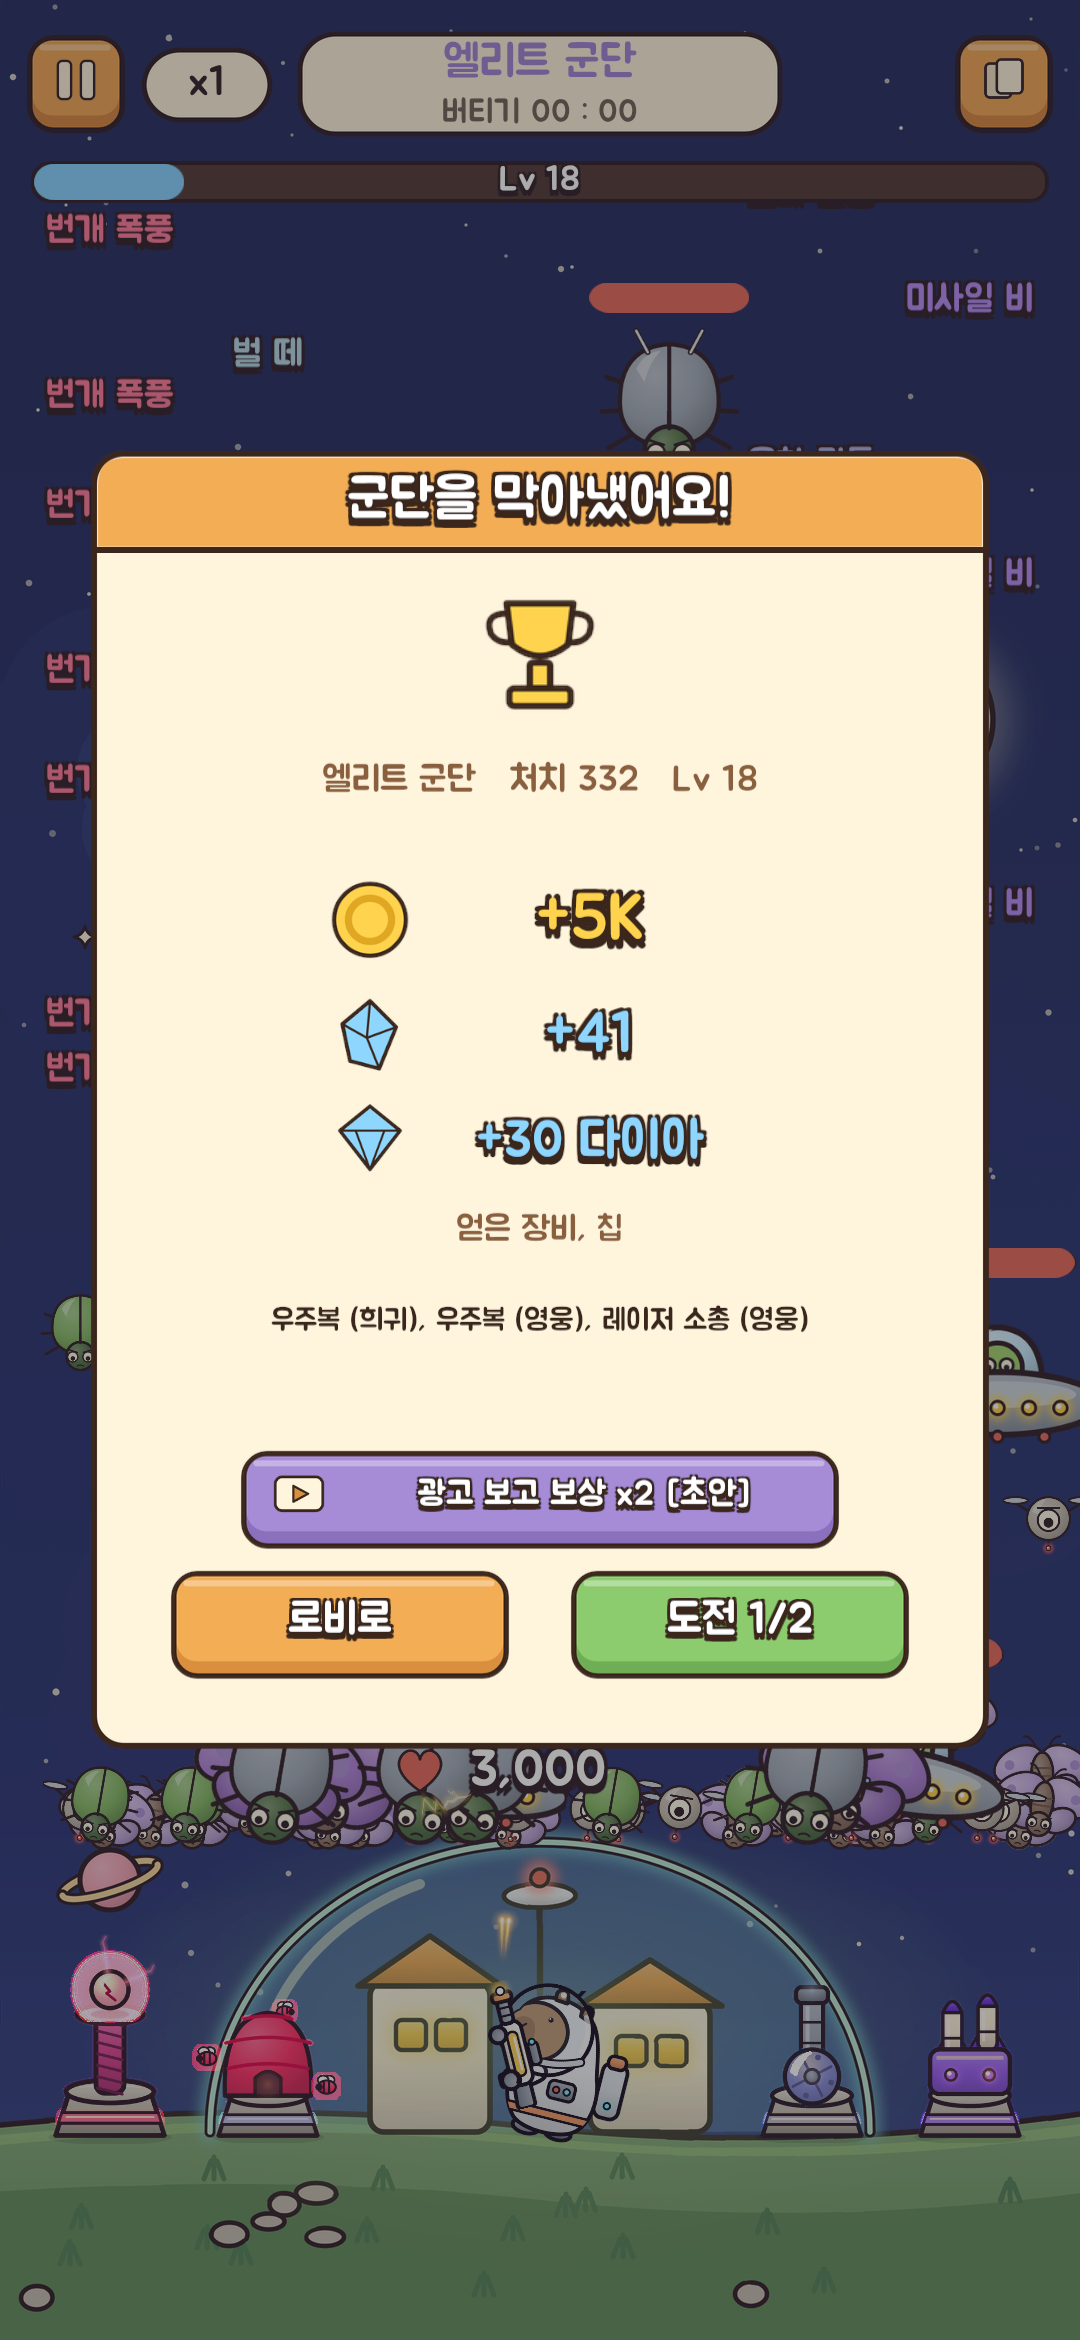 엘리트 군단
x1
버티기 00 : 00
Lv 18
번개 폭풍
미사일 비
벌 떼
번개 폭풍
군단을 막아냈어요!
비
엘리트 군단 처치 332 Lv 18
+5K
비
+41
+30 다이아
얻은 장비, 칩
우주복 (희귀), 우주복 (영웅), 레이저 소총 (영웅)
광고 보고 보상 x2 [초안]
로비로
도전 1/2
3,000